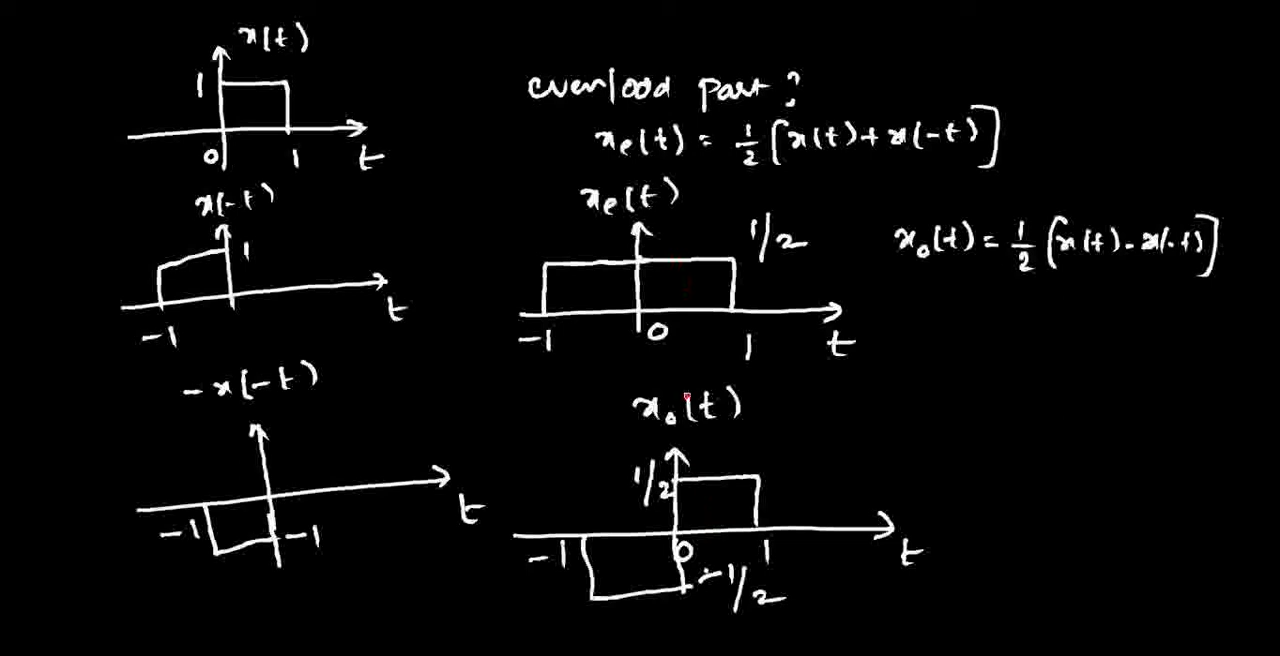 x(t)
1
0 1 t
even/odd part?
xe(t) = 1/2 [x(t) + x(-t)]
x(-t)
1
-1 t
xe(t)
1/2
-1 0 1 t
xo(t) = 1/2 [x(t) - x(-t)]
-x(-t)
-1 -1 t
xo(t)
1/2
-1 0 1 t
-1/2